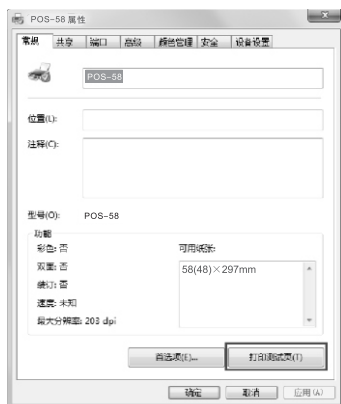 POS-58 属性
常规 共享 端口 高级 颜色管理 安全 设备设置
POS-58
位置(L):
注释(C):
型号(O): POS-58
功能
彩色: 否 可用纸张:
双面: 否 58(48)×297mm
装订: 否
速度: 未知
最大分辨率: 203 dpi
首选项(E)... 打印测试页(T)
确定 取消 应用(A)